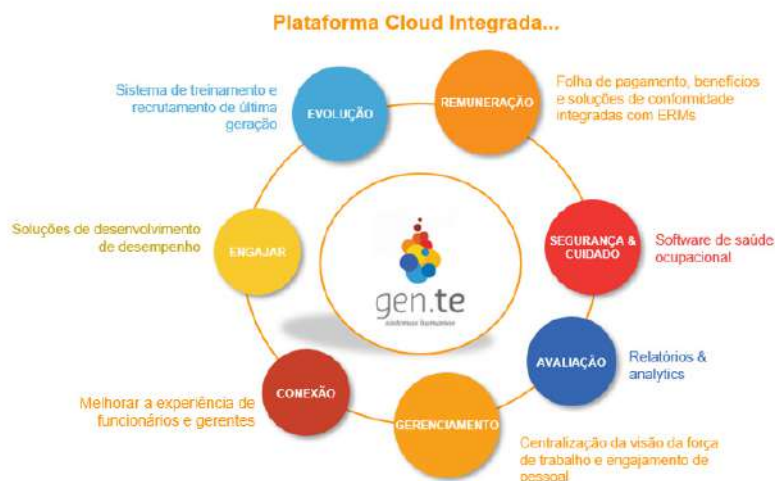 Plataforma Cloud Integrada...
Sistema de treinamento e
recrutamento de última
geração
EVOLUÇÃO
REMUNERAÇÃO
Folha de pagamento, benefícios
e soluções de conformidade
integradas com ERMs
Soluções de desenvolvimento
de desempenho
ENGAJAR
SEGURANÇA &
CUIDADO
Software de saúde
ocupacional
gen.te
sistemas humanos
AVALIAÇÃO
Relatórios &
analytics
CONEXÃO
Melhorar a experiência de
funcionários e gerentes
GERENCIAMENTO
Centralização da visão da força
de trabalho e engajamento de
pessoal